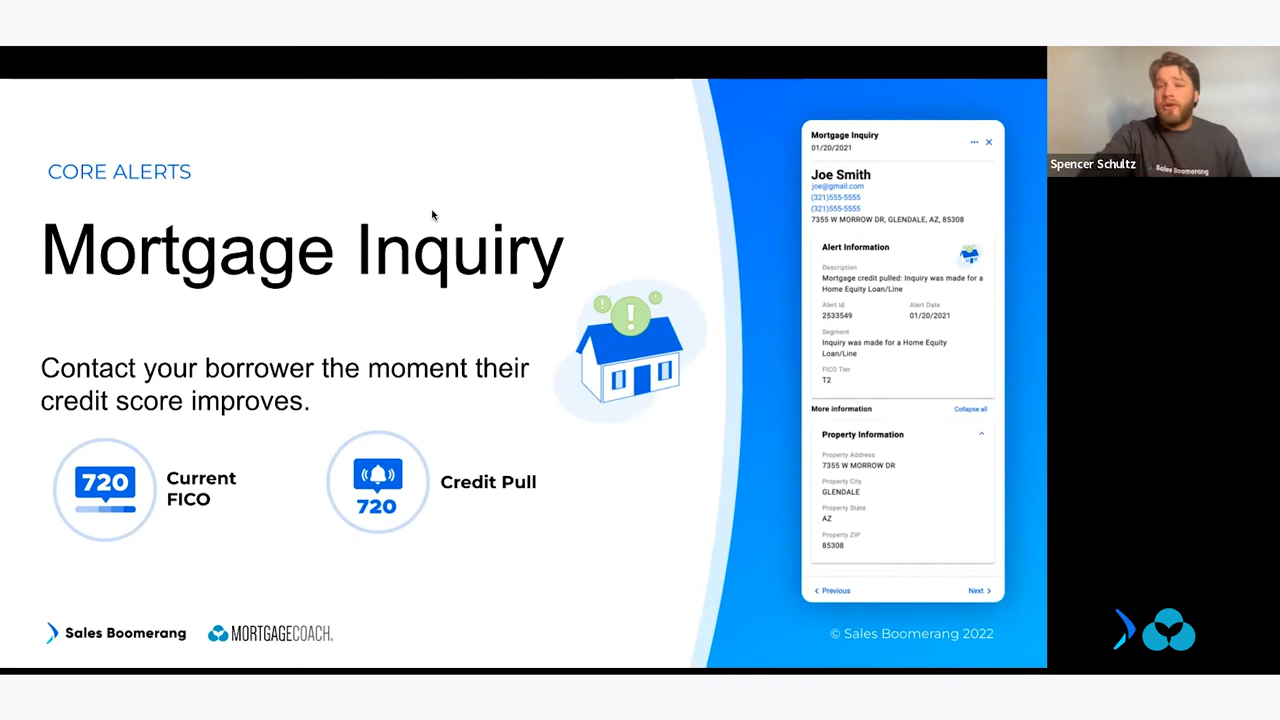 CORE ALERTS
Mortgage Inquiry
Contact your borrower the moment their
credit score improves.
720
Current
FICO
720
Credit Pull
Sales Boomerang
MORTGAGECOACH
Mortgage Inquiry
01/20/2021
Joe Smith
joe@gmail.com
(321)555-5555
(321)555-5555
7355 W MORROW DR, GLENDALE, AZ, 85308
Alert Information
Description
Mortgage credit pulled: Inquiry was made for a
Home Equity Loan/Line
Alert Id Alert Date
2533549 01/20/2021
Segment
Inquiry was made for a Home Equity
Loan/Line
FICO Tier
T2
More information Collapse all
Property Information
Property Address
7355 W MORROW DR
Property City
GLENDALE
Property State
AZ
Property ZIP
85308
Previous Next
© Sales Boomerang 2022
Spencer Schultz
Sales Boomerang